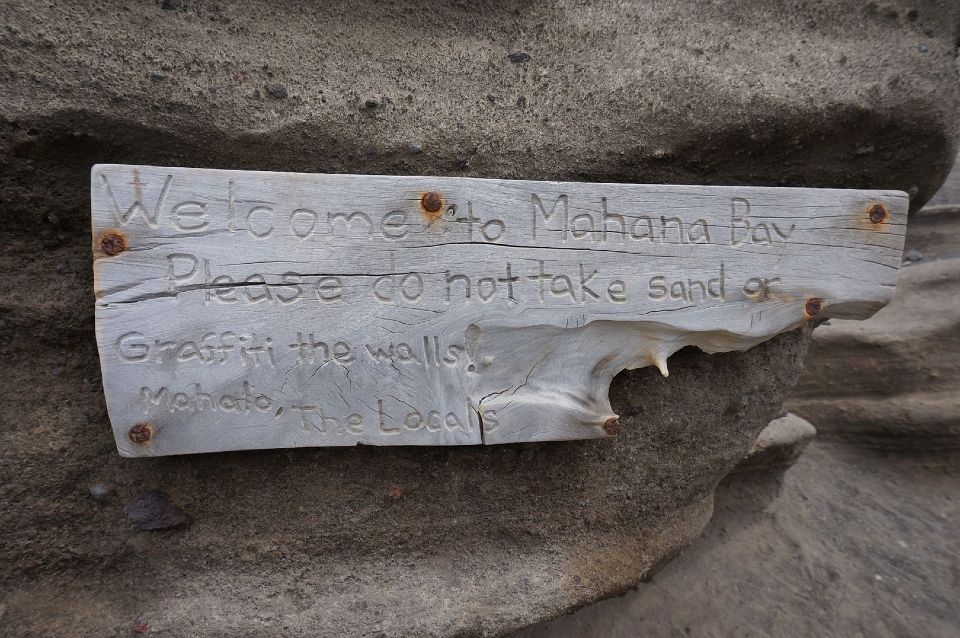 Welcome to Mahana Bay
Please do not take sand or
Graffiti the walls!
Mahalo, The Locals